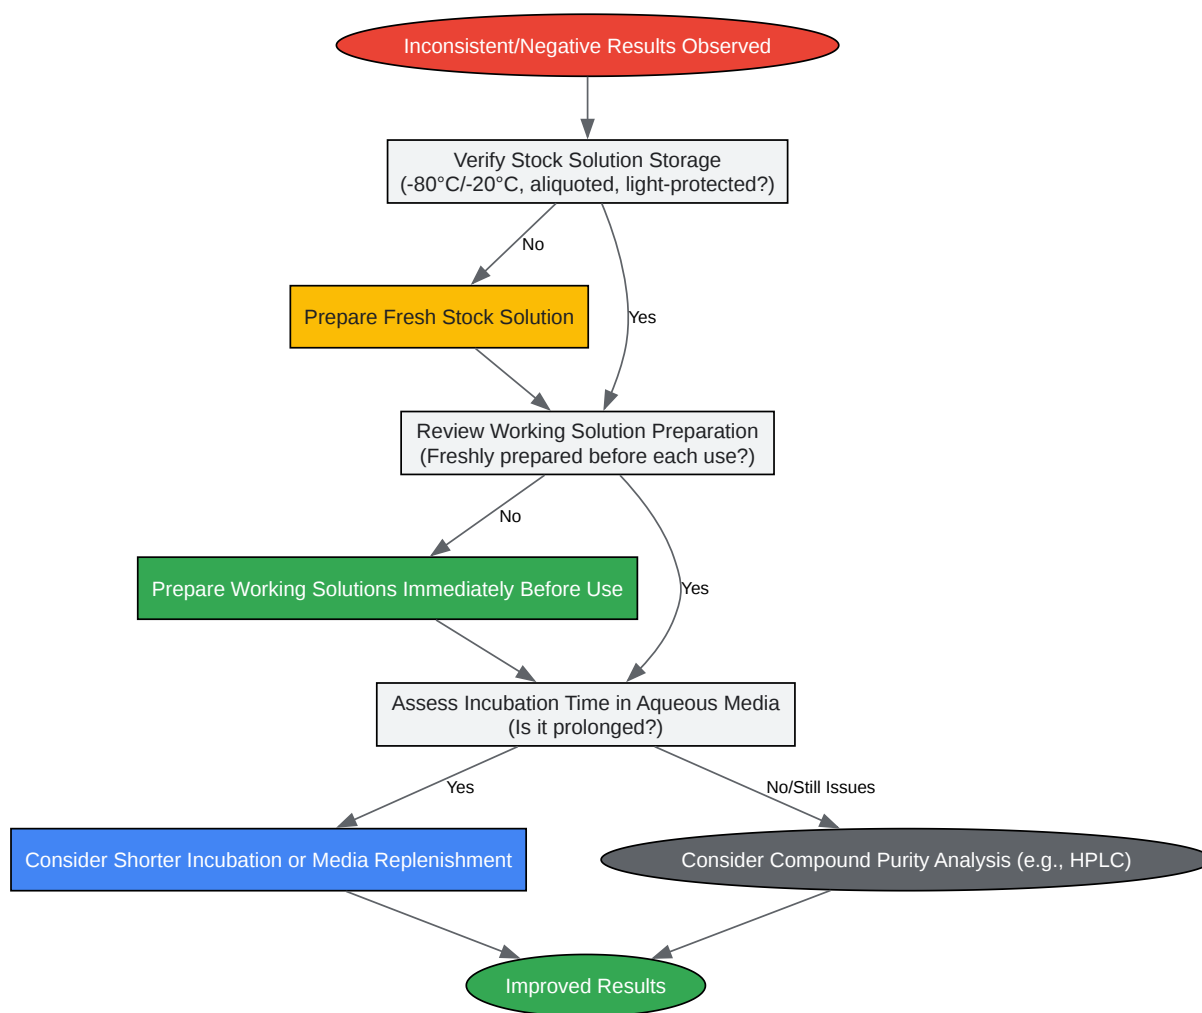 Inconsistent/Negative Results Observed
Verify Stock Solution Storage
(-80°C/-20°C, aliquoted, light-protected?)
No
Prepare Fresh Stock Solution
Yes
Review Working Solution Preparation
(Freshly prepared before each use?)
No
Prepare Working Solutions Immediately Before Use
Yes
Assess Incubation Time in Aqueous Media
(Is it prolonged?)
Yes
No/Still Issues
Consider Shorter Incubation or Media Replenishment
Consider Compound Purity Analysis (e.g., HPLC)
Improved Results